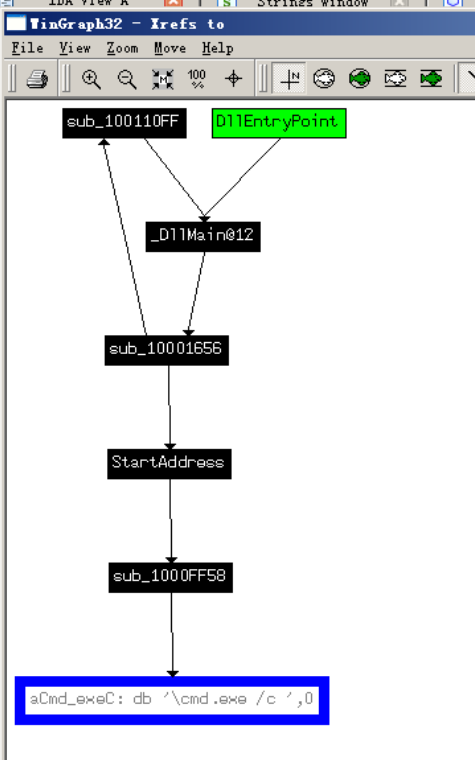 IDA View-A
Strings window
WinGraph32 - Xrefs to
File View Zoom Move Help
100
%
N
sub_100110FF
DllEntryPoint
_DllMain@12
sub_10001656
StartAddress
sub_1000FF58
aCmd_exeC: db '\cmd.exe /c ',0